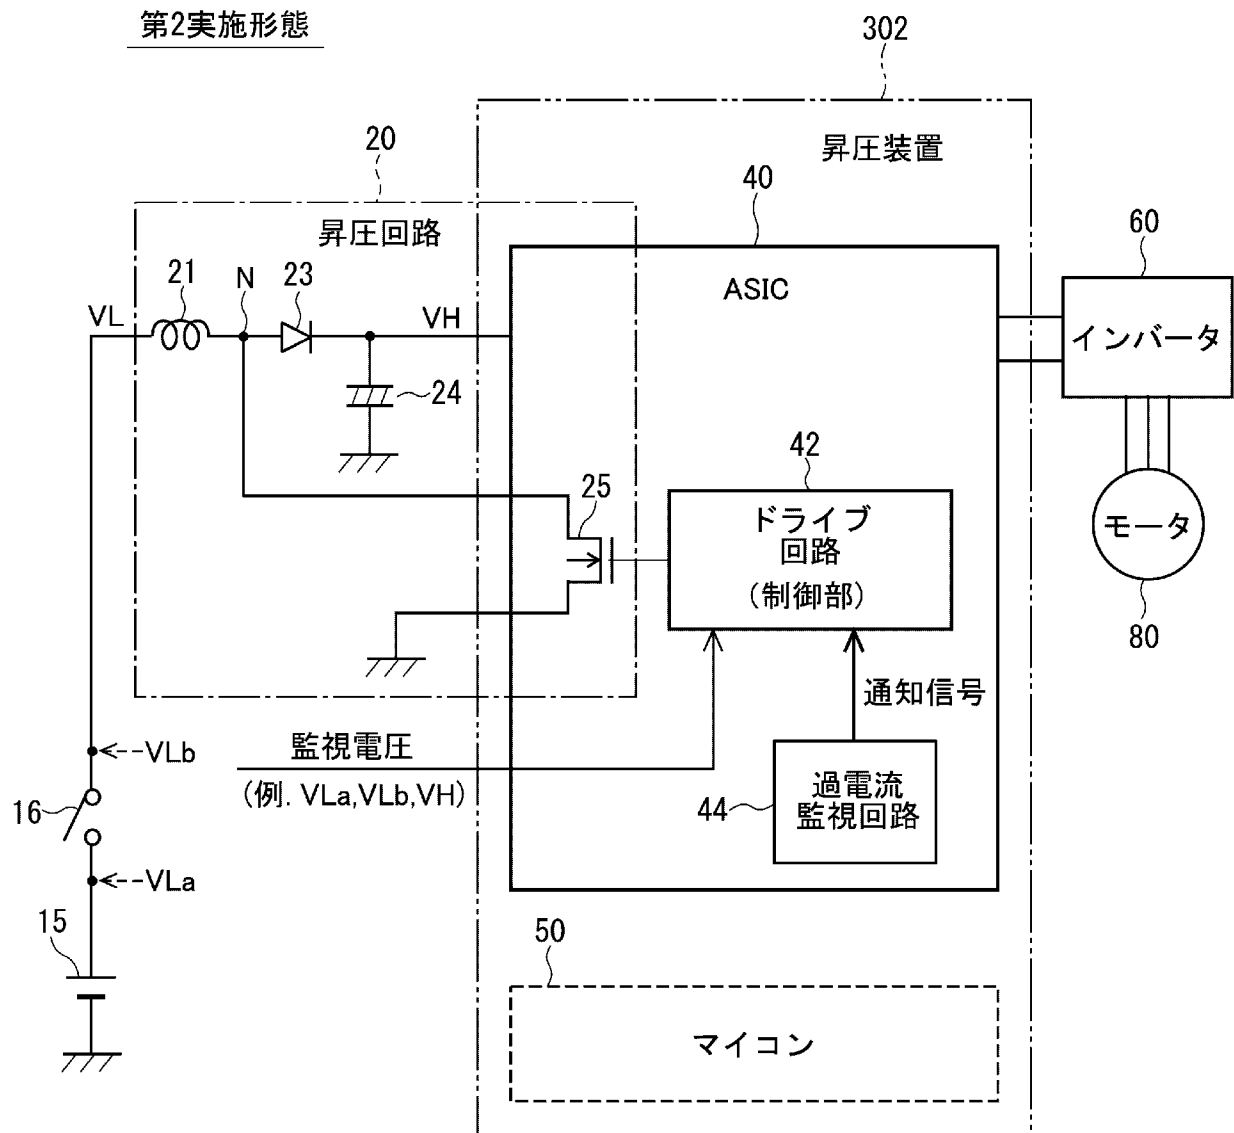 第2実施形態
302
昇圧装置
20
昇圧回路
40
ASIC
60
インバータ
21
N
23
VL
VH
24
42
ドライブ
回路
(制御部)
25
モータ
80
通知信号
監視電圧
(例. VLa,VLb,VH)
VLb
16
44
過電流
監視回路
VLa
15
50
マイコン